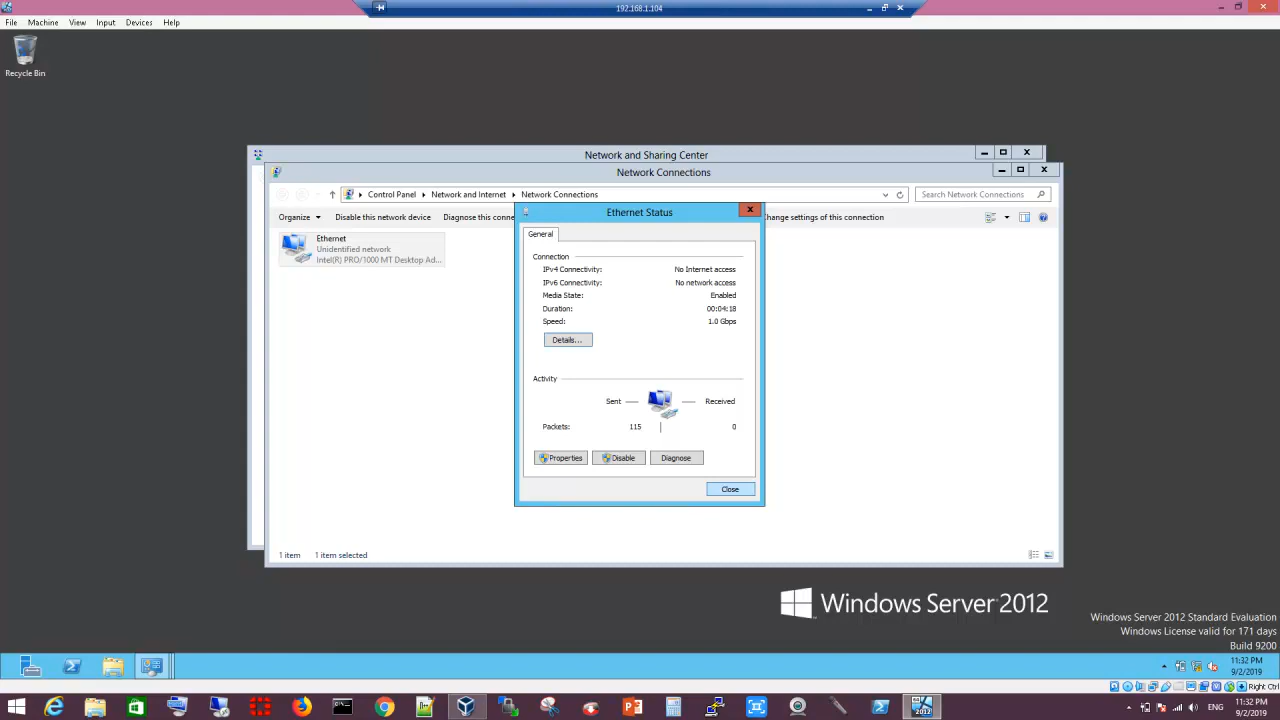 192.168.1.104
File Machine View Input Devices Help
Recycle Bin
Network and Sharing Center
Network Connections
Control Panel Network and Internet Network Connections
Search Network Connections
Organize Disable this network device Diagnose this conne Change settings of this connection
Ethernet
Unidentified network
Intel(R) PRO/1000 MT Desktop Ad...
Ethernet Status
General
Connection
IPv4 Connectivity: No Internet access
IPv6 Connectivity: No network access
Media State: Enabled
Duration: 00:04:18
Speed: 1.0 Gbps
Details...
Activity
Sent Received
Packets: 115 0
Properties Disable Diagnose
Close
1 item 1 item selected
Windows Server 2012
Windows Server 2012 Standard Evaluation
Windows License valid for 171 days
Build 9200
11:32 PM
9/2/2019
Right Ctrl
ENG
11:32 PM
9/2/2019